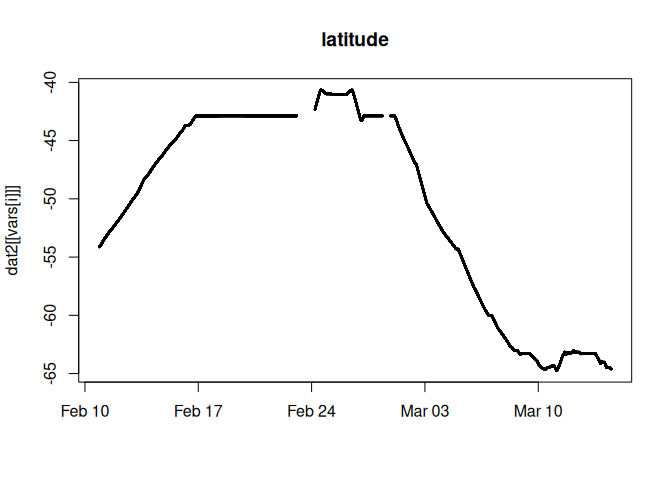 latitude
dat2[[vars[i]]]
-40
-45
-50
-55
-60
-65
Feb 10
Feb 17
Feb 24
Mar 03
Mar 10